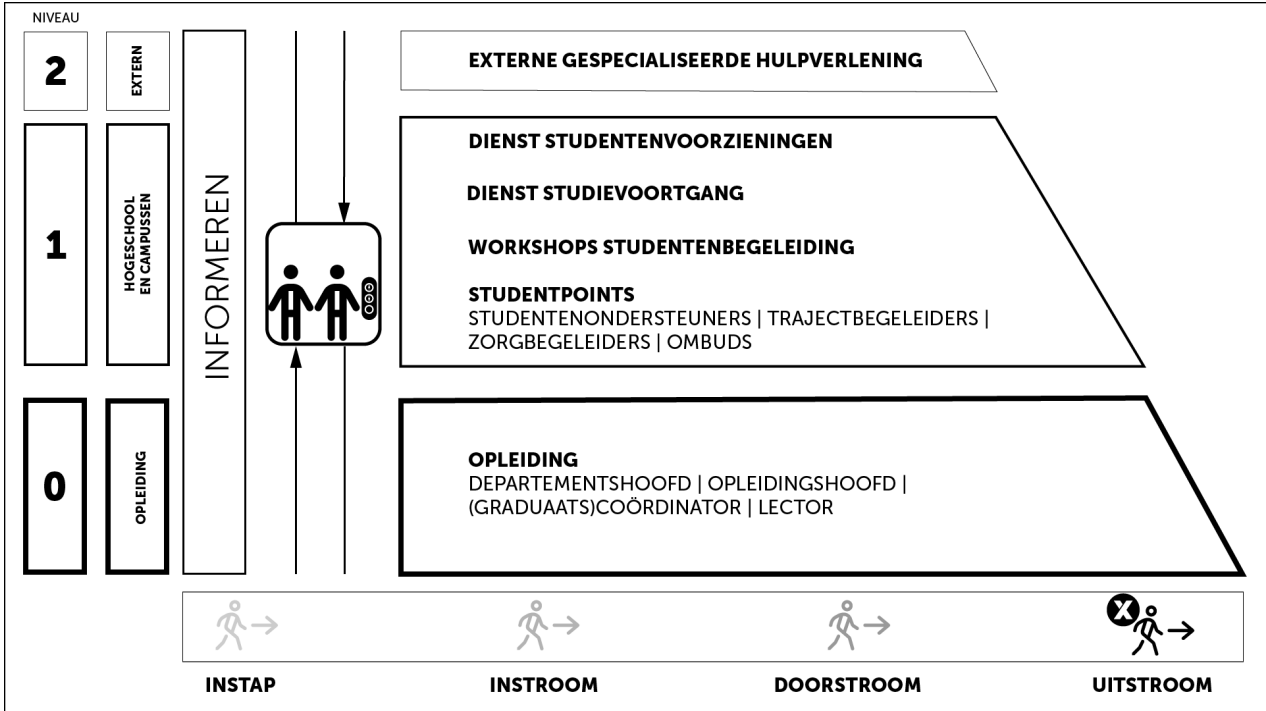 NIVEAU
2
EXTERN
EXTERNE GESPECIALISEERDE HULPVERLENING
1
HOGESCHOOL
EN CAMPUSSEN
INFORMEREN
DIENST STUDENTENVOORZIENINGEN
DIENST STUDIEVOORTGANG
WORKSHOPS STUDENTENBEGELEIDING
STUDENTPOINTS
STUDENTENONDERSTEUNERS | TRAJECTBEGELEIDERS |
ZORGBEGELEIDERS | OMBUDS
0
OPLEIDING
OPLEIDING
DEPARTEMENTSHOOFD | OPLEIDINGSHOOFD |
(GRADUAATS)COÖRDINATOR | LECTOR
X
INSTAP
INSTROOM
DOORSTROOM
UITSTROOM